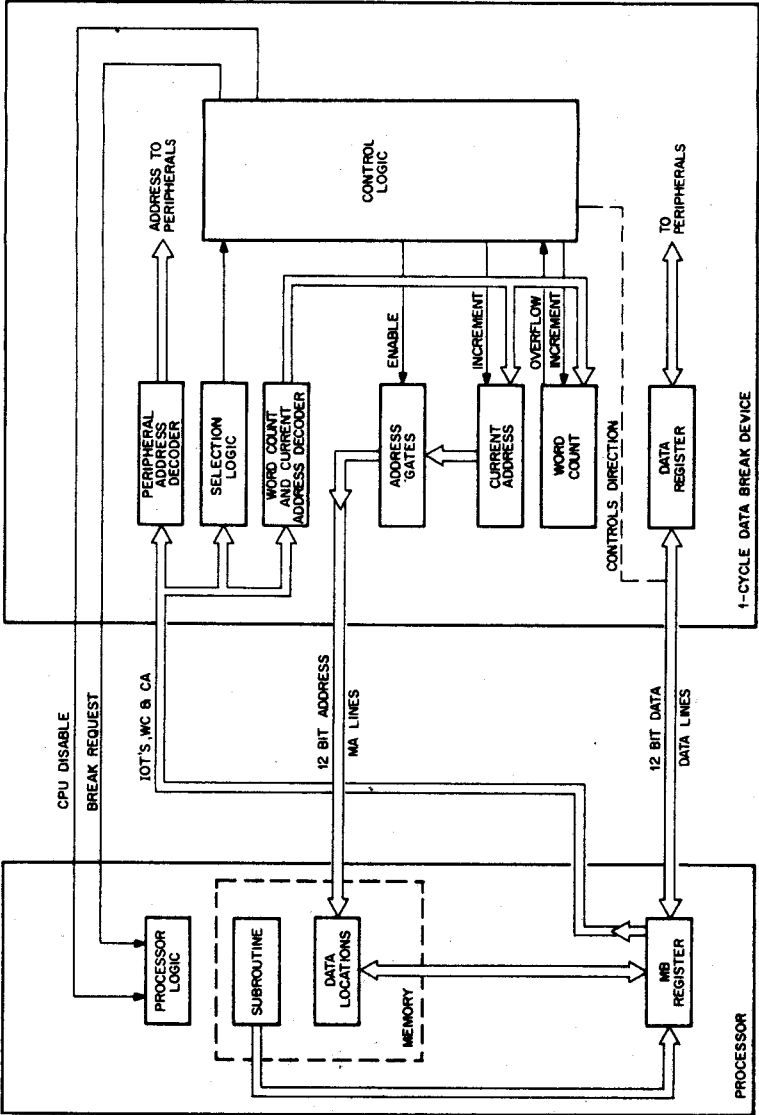 CPU DISABLE
BREAK REQUEST
IOT'S, WC & CA
PROCESSOR
LOGIC
SUBROUTINE
DATA
LOCATIONS
MEMORY
MB
REGISTER
PROCESSOR
12 BIT ADDRESS
MA LINES
12 BIT DATA
DATA LINES
PERIPHERAL
ADDRESS
DECODER
ADDRESS TO
PERIPHERALS
SELECTION
LOGIC
WORD COUNT
AND CURRENT
ADDRESS DECODER
CONTROL
LOGIC
ENABLE
ADDRESS
GATES
INCREMENT
CURRENT
ADDRESS
OVERFLOW
INCREMENT
WORD
COUNT
CONTROLS DIRECTION
DATA
REGISTER
TO
PERIPHERALS
1-CYCLE DATA BREAK DEVICE